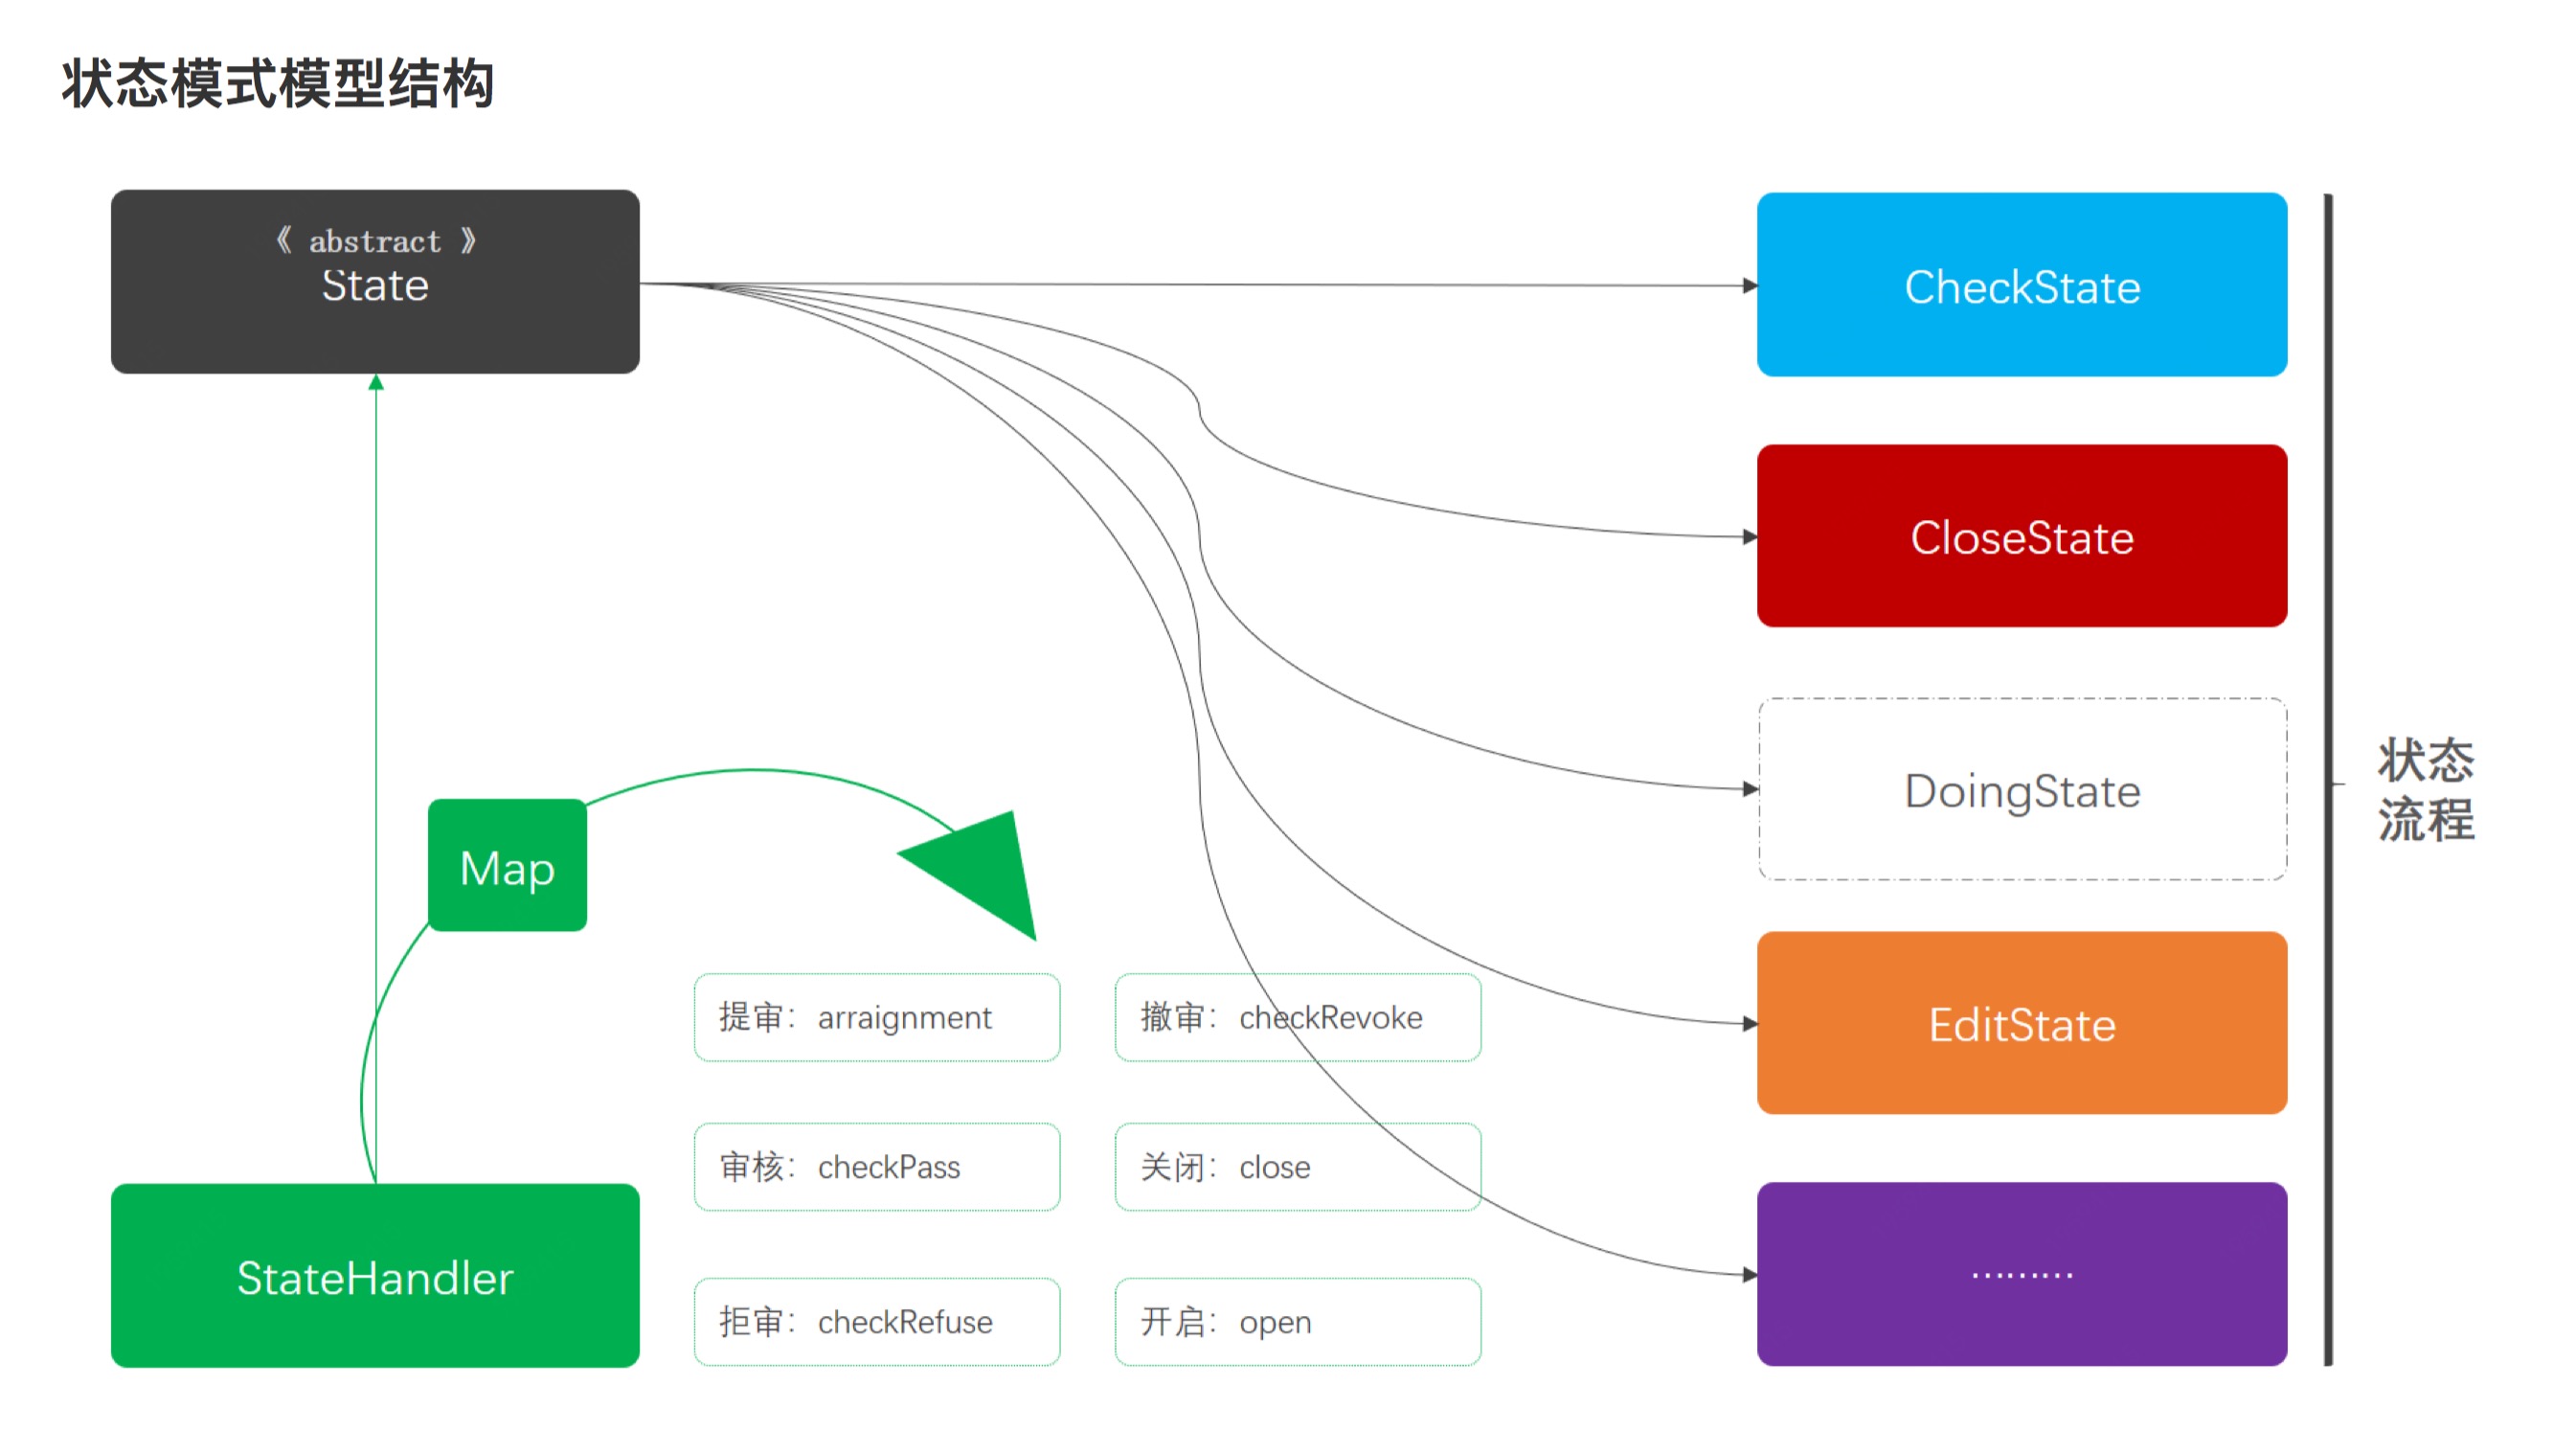 状态模式模型结构
《 abstract 》
State
CheckState
CloseState
DoingState
状态
流程
Map
EditState
提审：arraignment
撤审：checkRevoke
审核：checkPass
关闭：close
StateHandler
.........
拒审：checkRefuse
开启：open